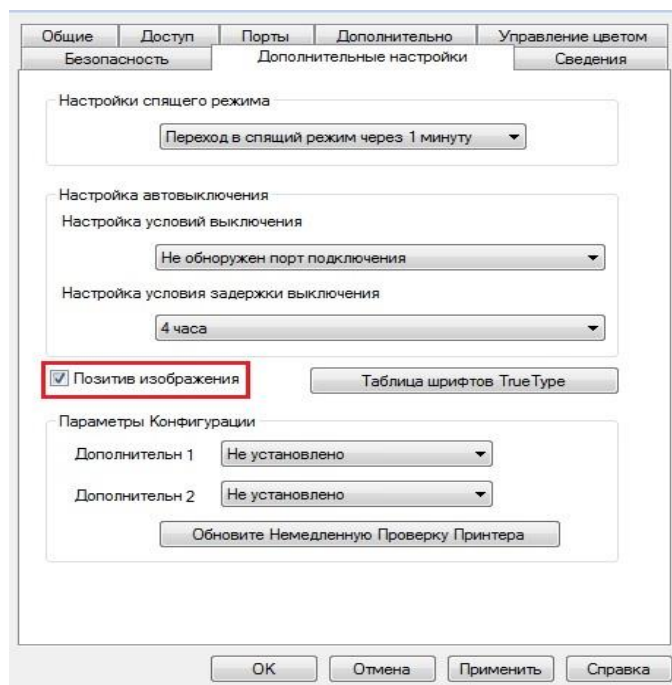 Общие Доступ Порты Дополнительно Управление цветом
Безопасность Дополнительные настройки Сведения
Настройки спящего режима
Переход в спящий режим через 1 минуту
Настройка автовыключения
Настройка условий выключения
Не обноружен порт подключения
Настройка условия задержки выключения
4 часа
Позитив изображения Таблица шрифтов TrueType
Параметры Конфигурации
Дополнительн 1 Не установлено
Дополнительн 2 Не установлено
Обновите Немедленную Проверку Принтера
OK Отмена Применить Справка